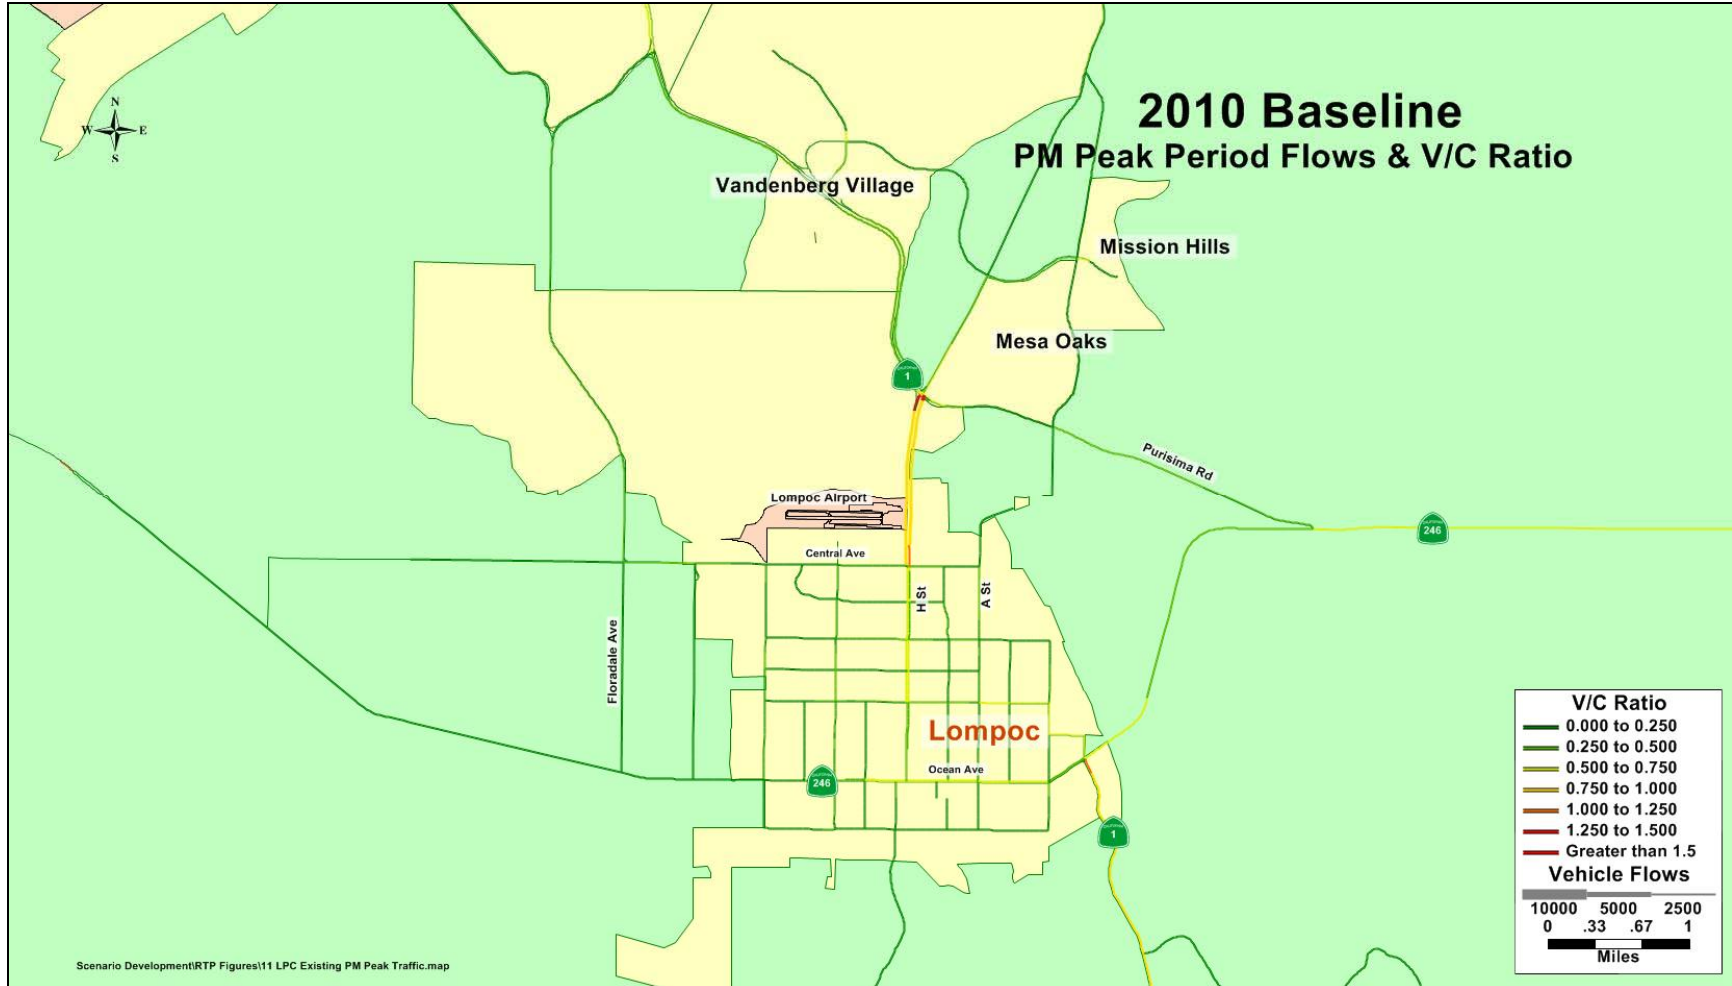 2010 Baseline
PM Peak Period Flows & V/C Ratio
N
W E
S
Vandenberg Village
Mission Hills
Mesa Oaks
1
Purisima Rd
Lompoc Airport
246
Central Ave
H St
A St
Floradale Ave
Lompoc
Ocean Ave
246
1
V/C Ratio
0.000 to 0.250
0.250 to 0.500
0.500 to 0.750
0.750 to 1.000
1.000 to 1.250
1.250 to 1.500
Greater than 1.5
Vehicle Flows
10000 5000 2500
0 .33 .67 1
Miles
Scenario Development\RTP Figures\11 LPC Existing PM Peak Traffic.map